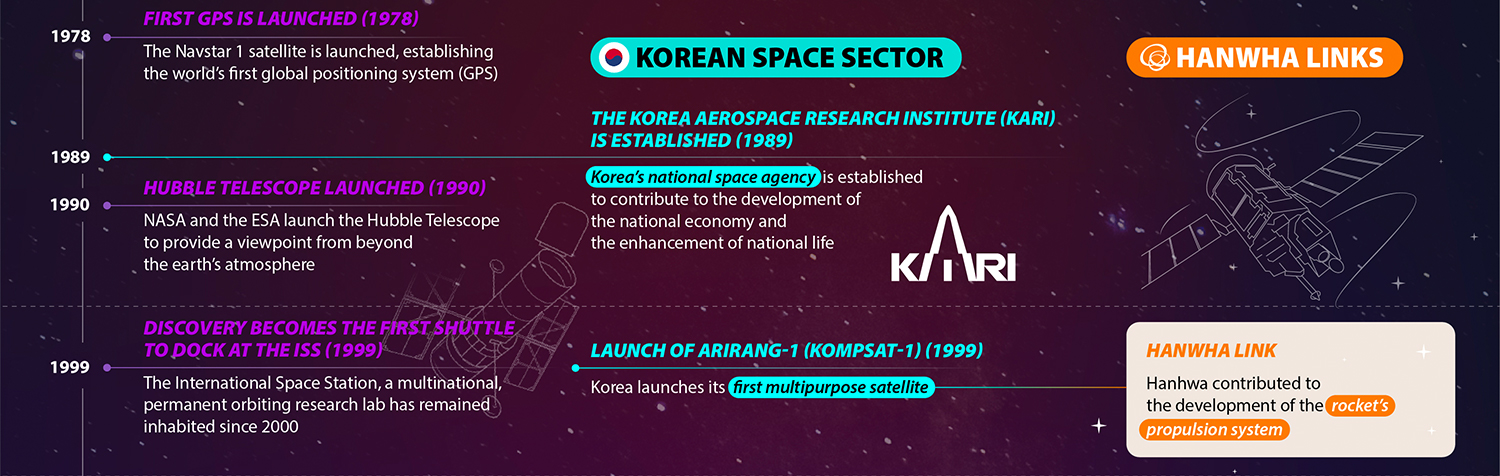 FIRST GPS IS LAUNCHED (1978)
1978
The Navstar 1 satellite is launched, establishing
the world's first global positioning system (GPS)
KOREAN SPACE SECTOR
HANWHA LINKS
THE KOREA AEROSPACE RESEARCH INSTITUTE (KARI)
IS ESTABLISHED (1989)
1989
Korea's national space agency is established
to contribute to the development of
the national economy and
the enhancement of national life
KARI
HUBBLE TELESCOPE LAUNCHED (1990)
1990
NASA and the ESA launch the Hubble Telescope
to provide a viewpoint from beyond
the earth's atmosphere
DISCOVERY BECOMES THE FIRST SHUTTLE
TO DOCK AT THE ISS (1999)
1999
The International Space Station, a multinational,
permanent orbiting research lab has remained
inhabited since 2000
LAUNCH OF ARIRANG-1 (KOMPSAT-1) (1999)
Korea launches its first multipurpose satellite
HANWHA LINK
Hanhwa contributed to
the development of the rocket's
propulsion system